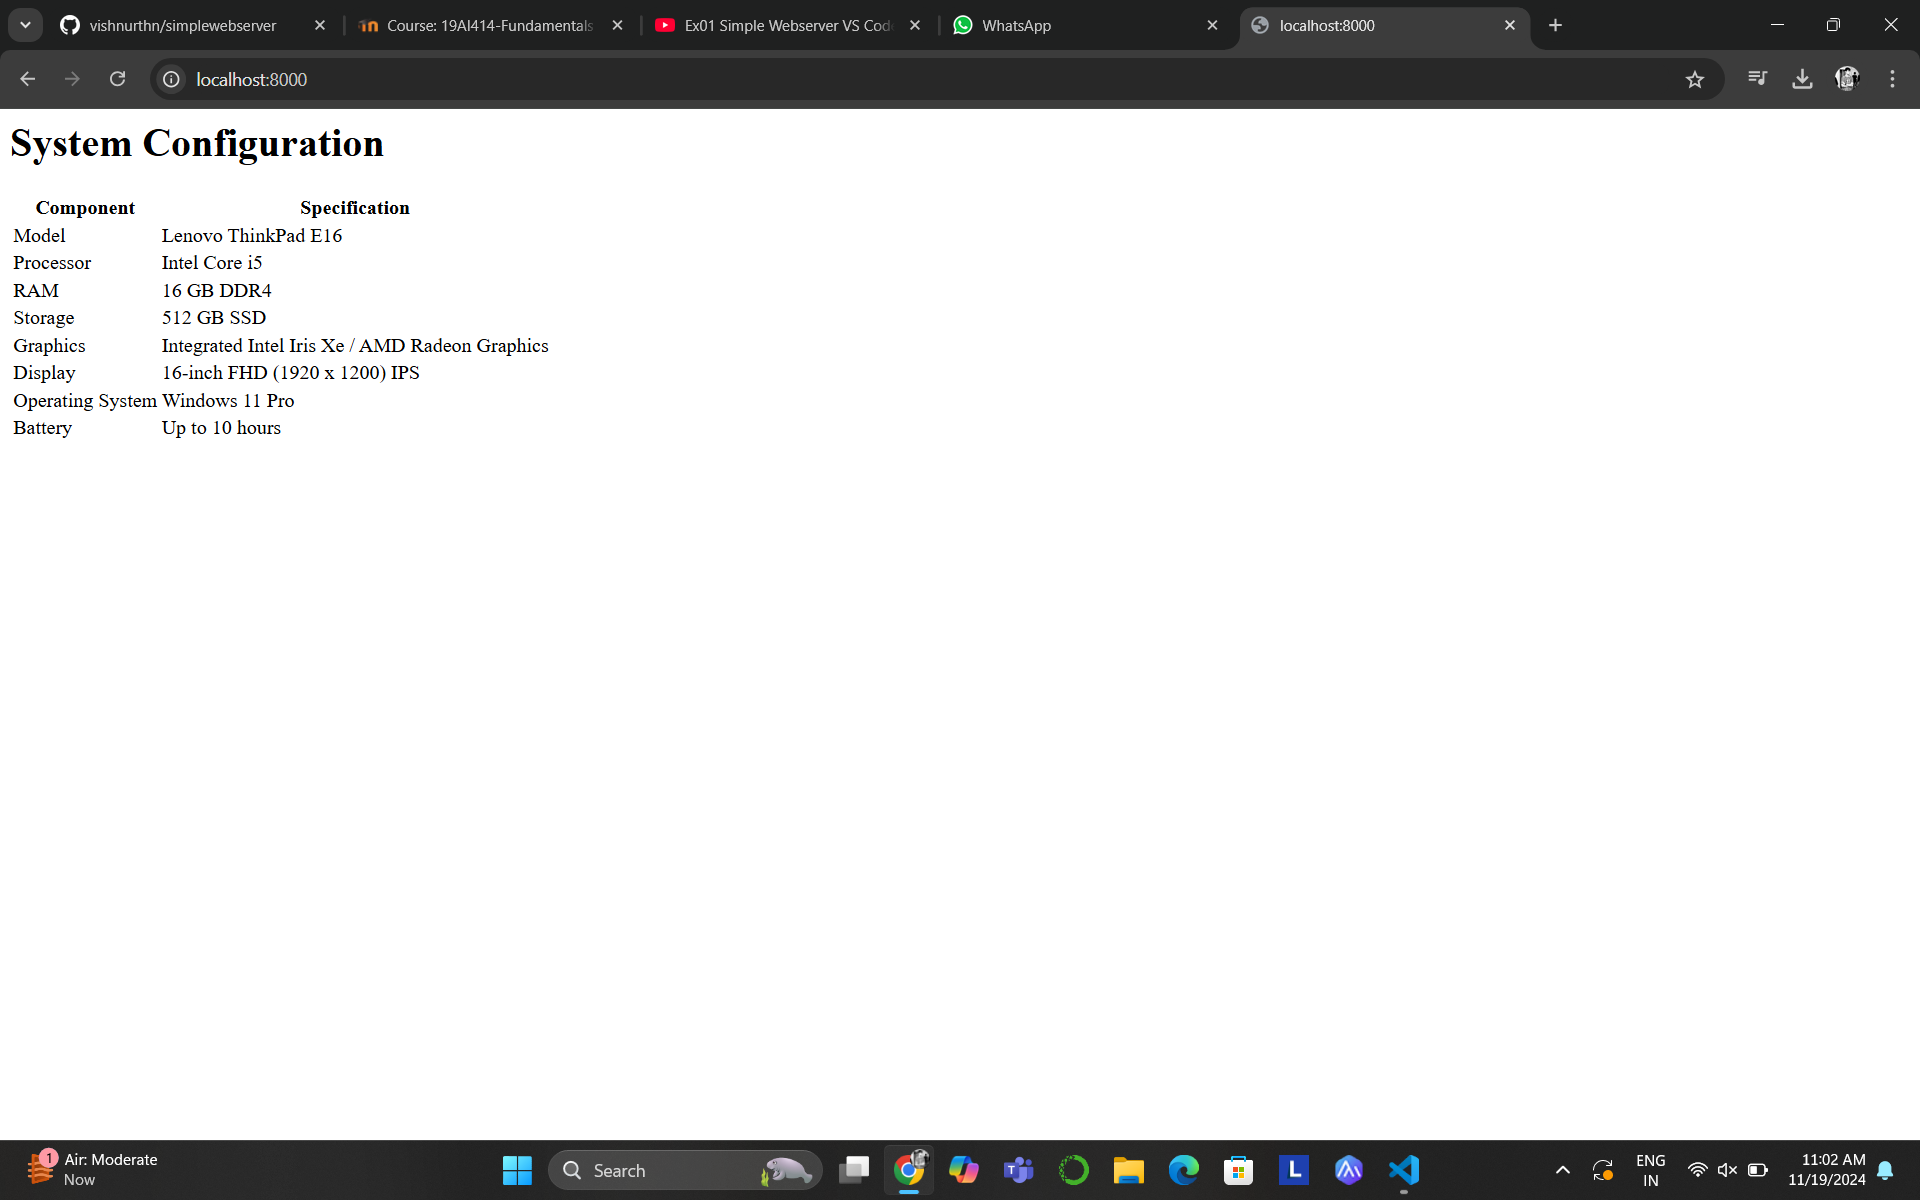 vishnurthn/simplewebserver
Course: 19AI414-Fundamentals
Ex01 Simple Webserver VS Cod
WhatsApp
localhost:8000
localhost:8000
System Configuration
Component Specification
Model Lenovo ThinkPad E16
Processor Intel Core i5
RAM 16 GB DDR4
Storage 512 GB SSD
Graphics Integrated Intel Iris Xe / AMD Radeon Graphics
Display 16-inch FHD (1920 x 1200) IPS
Operating System Windows 11 Pro
Battery Up to 10 hours
1
Air: Moderate
Now
Search
L
ENG
IN
11:02 AM
11/19/2024